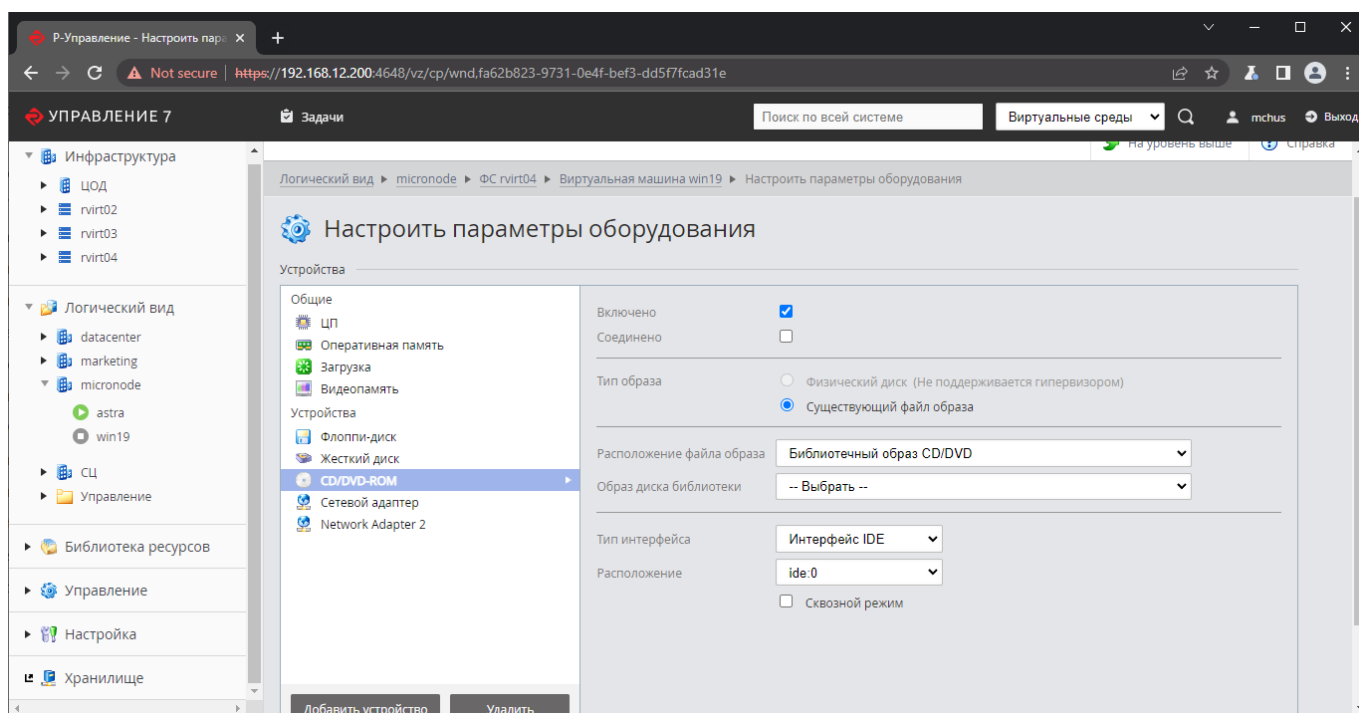 Р-Управление - Настроить пара
Not secure | https://192.168.12.200:4648/vz/cp/wnd,fa62b823-9731-0e4f-bef3-dd5f7fcad31e
УПРАВЛЕНИЕ 7
Задачи
Поиск по всей системе
Виртуальные среды
mchus
Выход
На уровень выше
Справка
Инфраструктура
ЦОД
rvirt02
rvirt03
rvirt04
Логический вид
datacenter
marketing
micronode
astra
win19
СЦ
Управление
Библиотека ресурсов
Управление
Настройка
Хранилище
Логический вид ▸ micronode ▸ ФС rvirt04 ▸ Виртуальная машина win19 ▸ Настроить параметры оборудования
Настроить параметры оборудования
Устройства
Общие
ЦП
Оперативная память
Загрузка
Видеопамять
Устройства
Флоппи-диск
Жесткий диск
CD/DVD-ROM
Сетевой адаптер
Network Adapter 2
Добавить устройство
Удалить
Включено
Соединено
Тип образа
Физический диск (Не поддерживается гипервизором)
Существующий файл образа
Расположение файла образа Библиотечный образ CD/DVD
Образ диска библиотеки -- Выбрать --
Тип интерфейса Интерфейс IDE
Расположение ide:0
Сквозной режим